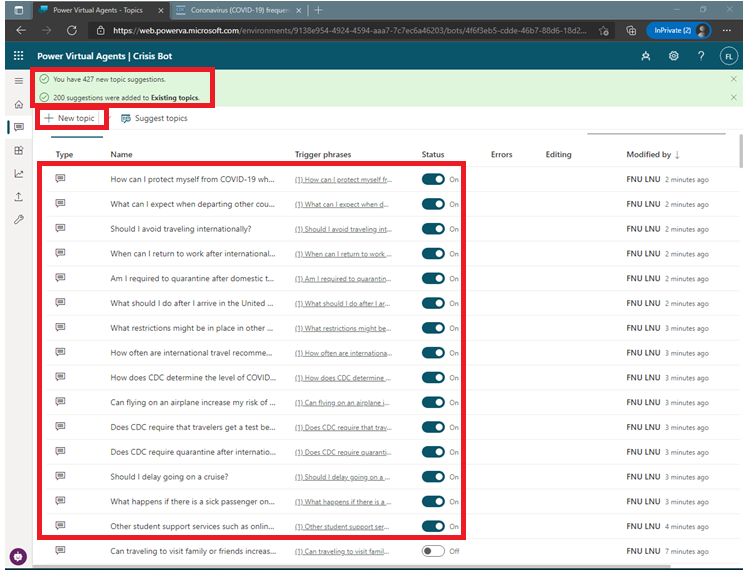 Power Virtual Agents - Topics
Coronavirus (COVID-19) frequen
https://web.powerva.microsoft.com/environments/9138e954-4924-4594-aaa7-7c7ec6a46203/bots/4f6f3eb5-cdde-46b7-88d6-18d2...
InPrivate (2)
Power Virtual Agents | Crisis Bot
FL
You have 427 new topic suggestions.
200 suggestions were added to Existing topics.
New topic
Suggest topics
Type Name Trigger phrases Status Errors Editing Modified by ↓
How can I protect myself from COVID-19 wh... (1) How can I protect myself fr... On FNU LNU 2 minutes ago
What can I expect when departing other cou... (1) What can I expect when d... On FNU LNU 2 minutes ago
Should I avoid traveling internationally? (1) Should I avoid traveling int... On FNU LNU 2 minutes ago
When can I return to work after international... (1) When can I return to work ... On FNU LNU 2 minutes ago
Am I required to quarantine after domestic t... (1) Am I required to quarantin... On FNU LNU 2 minutes ago
What should I do after I arrive in the United ... (1) What should I do after I ar... On FNU LNU 2 minutes ago
What restrictions might be in place in other ... (1) What restrictions might be... On FNU LNU 3 minutes ago
How often are international travel recomme... (1) How often are internationa... On FNU LNU 3 minutes ago
How does CDC determine the level of COVID... (1) How does CDC determine ... On FNU LNU 3 minutes ago
Can flying on an airplane increase my risk of ... (1) Can flying on an airplane i... On FNU LNU 3 minutes ago
Does CDC require that travelers get a test be... (1) Does CDC require that trav... On FNU LNU 3 minutes ago
Does CDC require quarantine after internatio... (1) Does CDC require quaranti... On FNU LNU 3 minutes ago
Should I delay going on a cruise? (1) Should I delay going on a ... On FNU LNU 3 minutes ago
What happens if there is a sick passenger on... (1) What happens if there is a ... On FNU LNU 3 minutes ago
Other student support services such as onlin... (1) Other student support ser... On FNU LNU 4 minutes ago
Can traveling to visit family or friends increas... (1) Can traveling to visit famil... Off FNU LNU 7 minutes ago